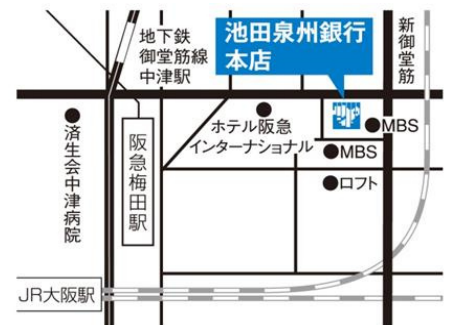 地下鉄
御堂筋線
中津駅
池田泉州銀行
本店
新御堂筋
済生会中津病院
阪急梅田駅
ホテル阪急
インターナショナル
MBS
MBS
ロフト
JR大阪駅